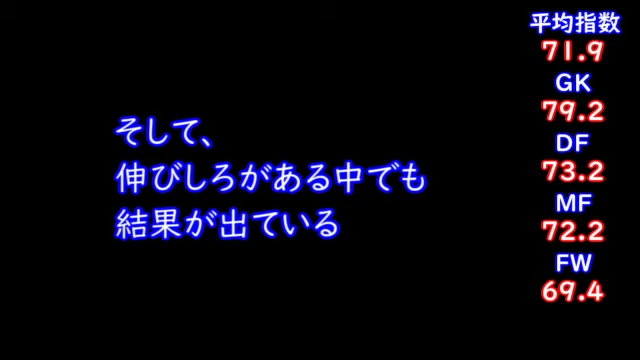 そして、
伸びしろがある中でも
結果が出ている
平均指数
71.9
GK
79.2
DF
73.2
MF
72.2
FW
69.4